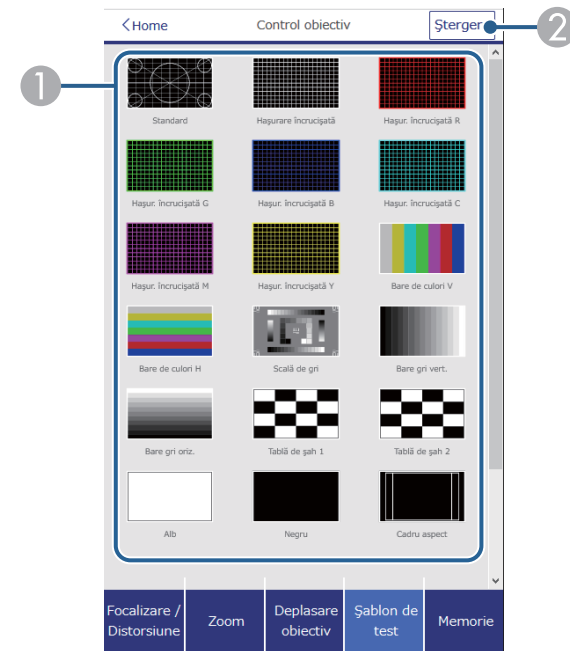 Home
Control obiectiv
Șterger
2
1
Standard
Hașurare încrucișată
Hașur. încrucișată R
Hașur. încrucișată G
Hașur. încrucișată B
Hașur. încrucișată C
Hașur. încrucișată M
Hașur. încrucișată Y
Bare de culori V
Bare de culori H
Scală de gri
Bare gri vert.
Bare gri oriz.
Tablă de șah 1
Tablă de șah 2
Alb
Negru
Cadru aspect
Focalizare /
Distorsiune
Zoom
Deplasare
obiectiv
Șablon de
test
Memorie